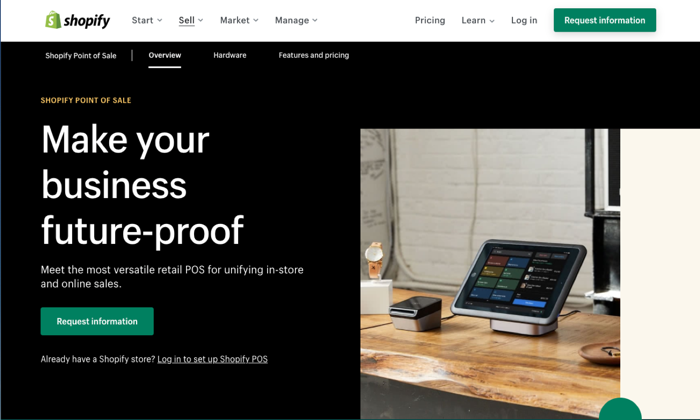 shopify
Start
Sell
Market
Manage
Pricing
Learn
Log in
Request information
Shopify Point of Sale
Overview
Hardware
Features and pricing
SHOPIFY POINT OF SALE
Make your
business
future-proof
Meet the most versatile retail POS for unifying in-store
and online sales.
Request information
Already have a Shopify store? Log in to set up Shopify POS